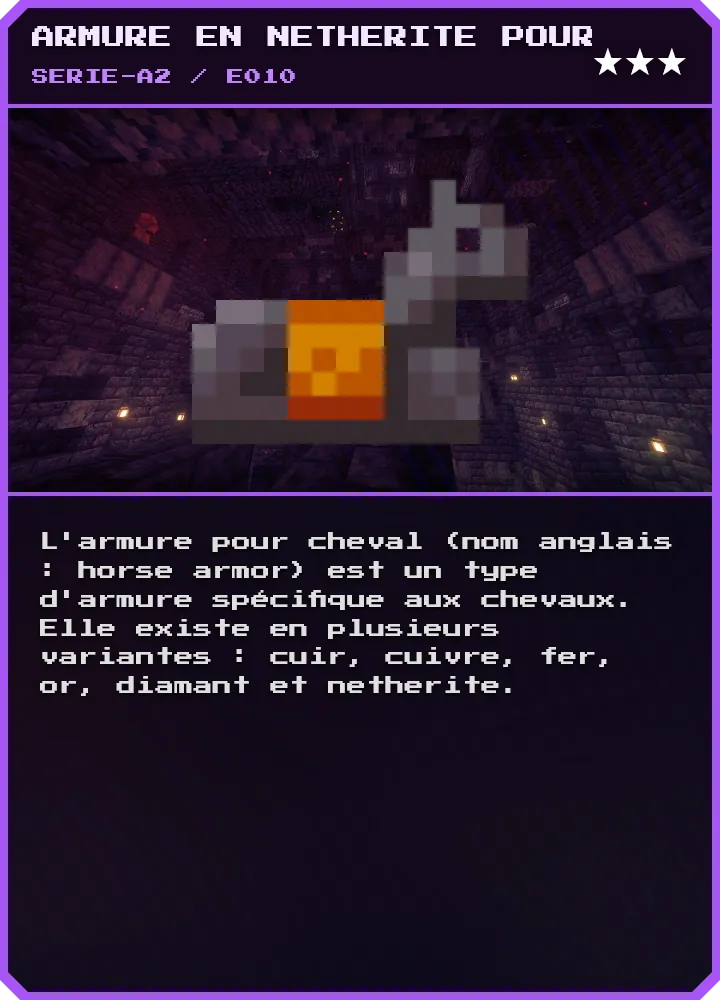 ARMURE EN NETHERITE POUR
★★★
SERIE-A2 / E010
L'armure pour cheval (nom anglais
: horse armor) est un type
d'armure spécifique aux chevaux.
Elle existe en plusieurs
variantes : cuir, cuivre, fer,
or, diamant et netherite.